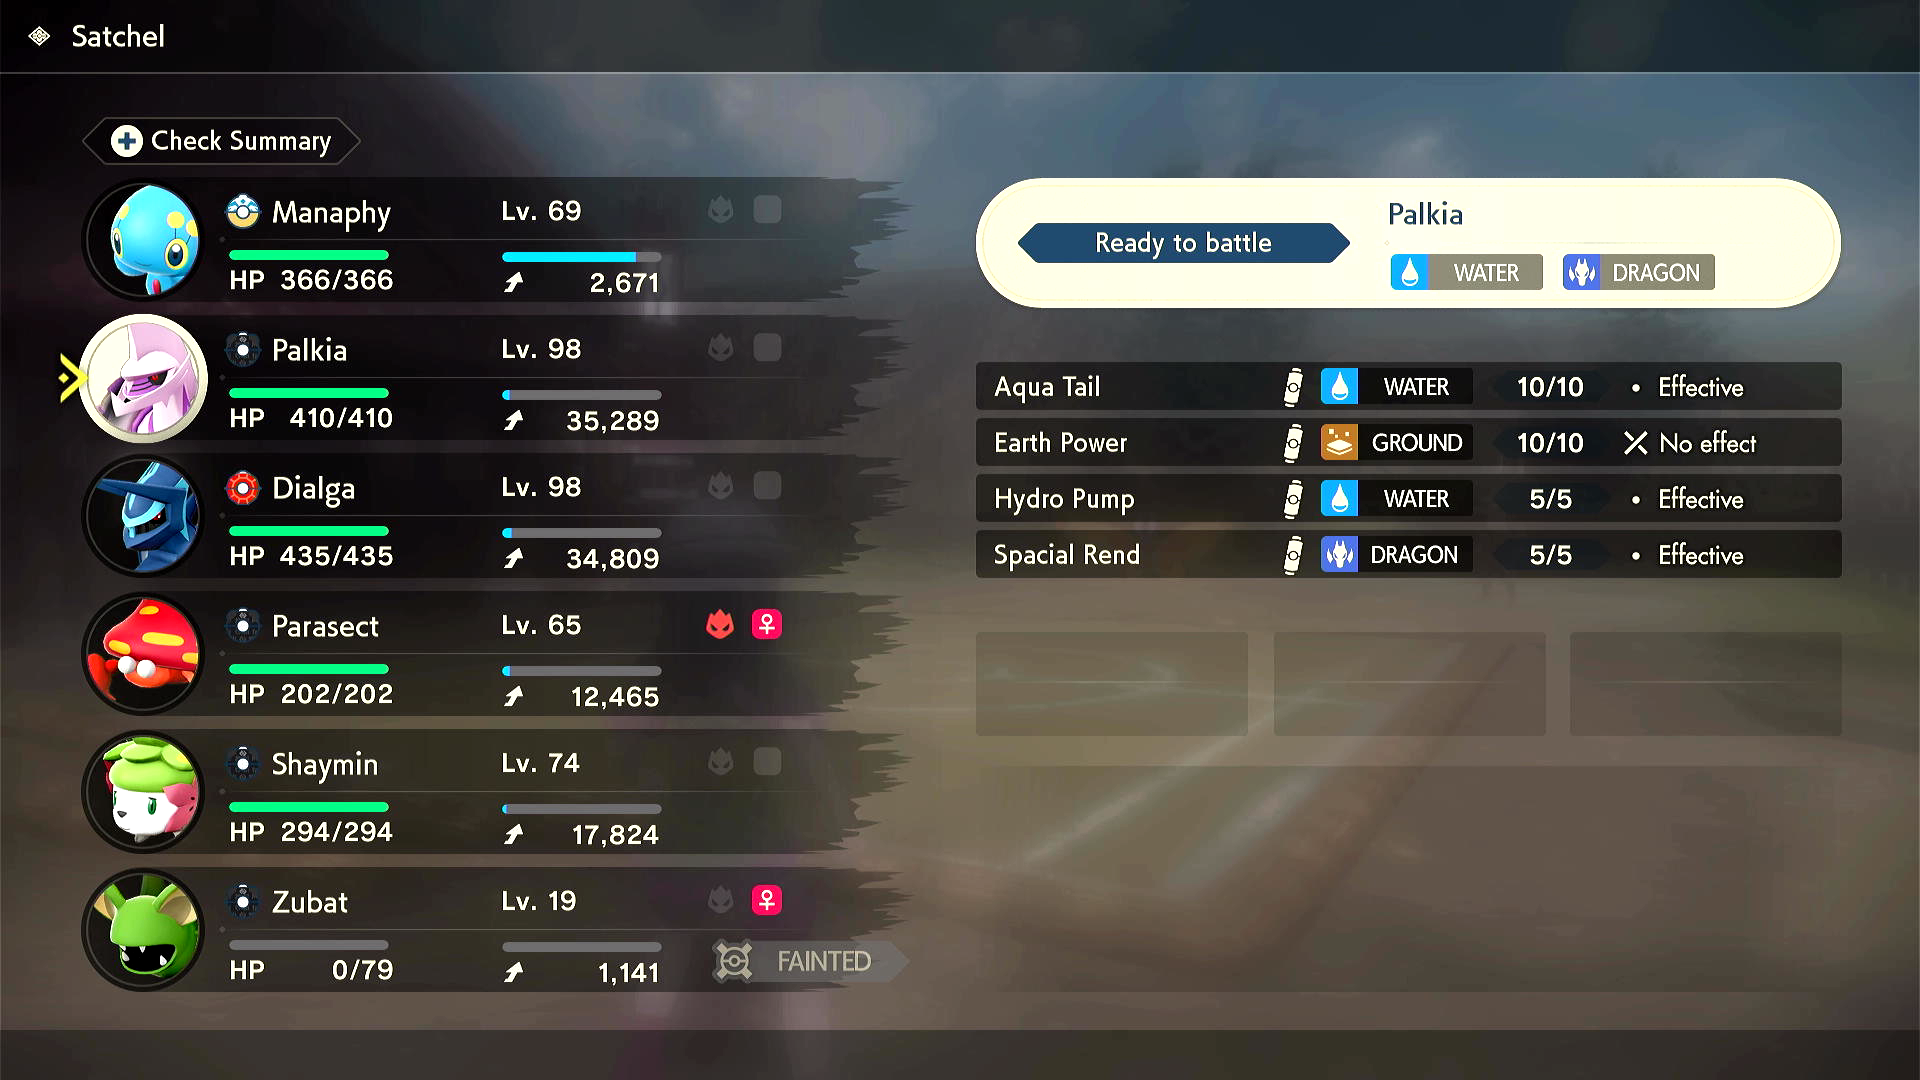 Satchel
Check Summary
Manaphy Lv. 69
HP 366/366 2,671
Palkia Lv. 98
HP 410/410 35,289
Dialga Lv. 98
HP 435/435 34,809
Parasect Lv. 65
HP 202/202 12,465
Shaymin Lv. 74
HP 294/294 17,824
Zubat Lv. 19
HP 0/79 1,141 FAINTED
Ready to battle
Palkia
WATER DRAGON
Aqua Tail WATER 10/10 • Effective
Earth Power GROUND 10/10 No effect
Hydro Pump WATER 5/5 • Effective
Spacial Rend DRAGON 5/5 • Effective